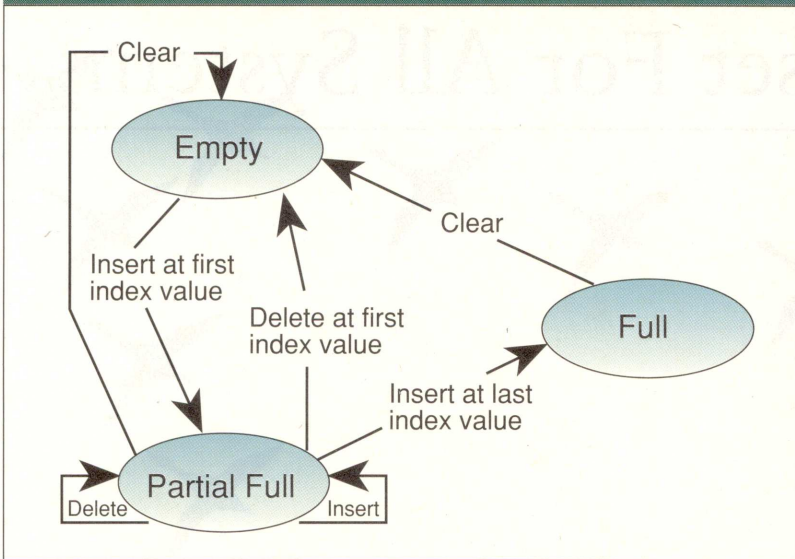 Clear
Empty
Clear
Insert at first
index value
Delete at first
index value
Full
Insert at last
index value
Partial Full
Delete
Insert